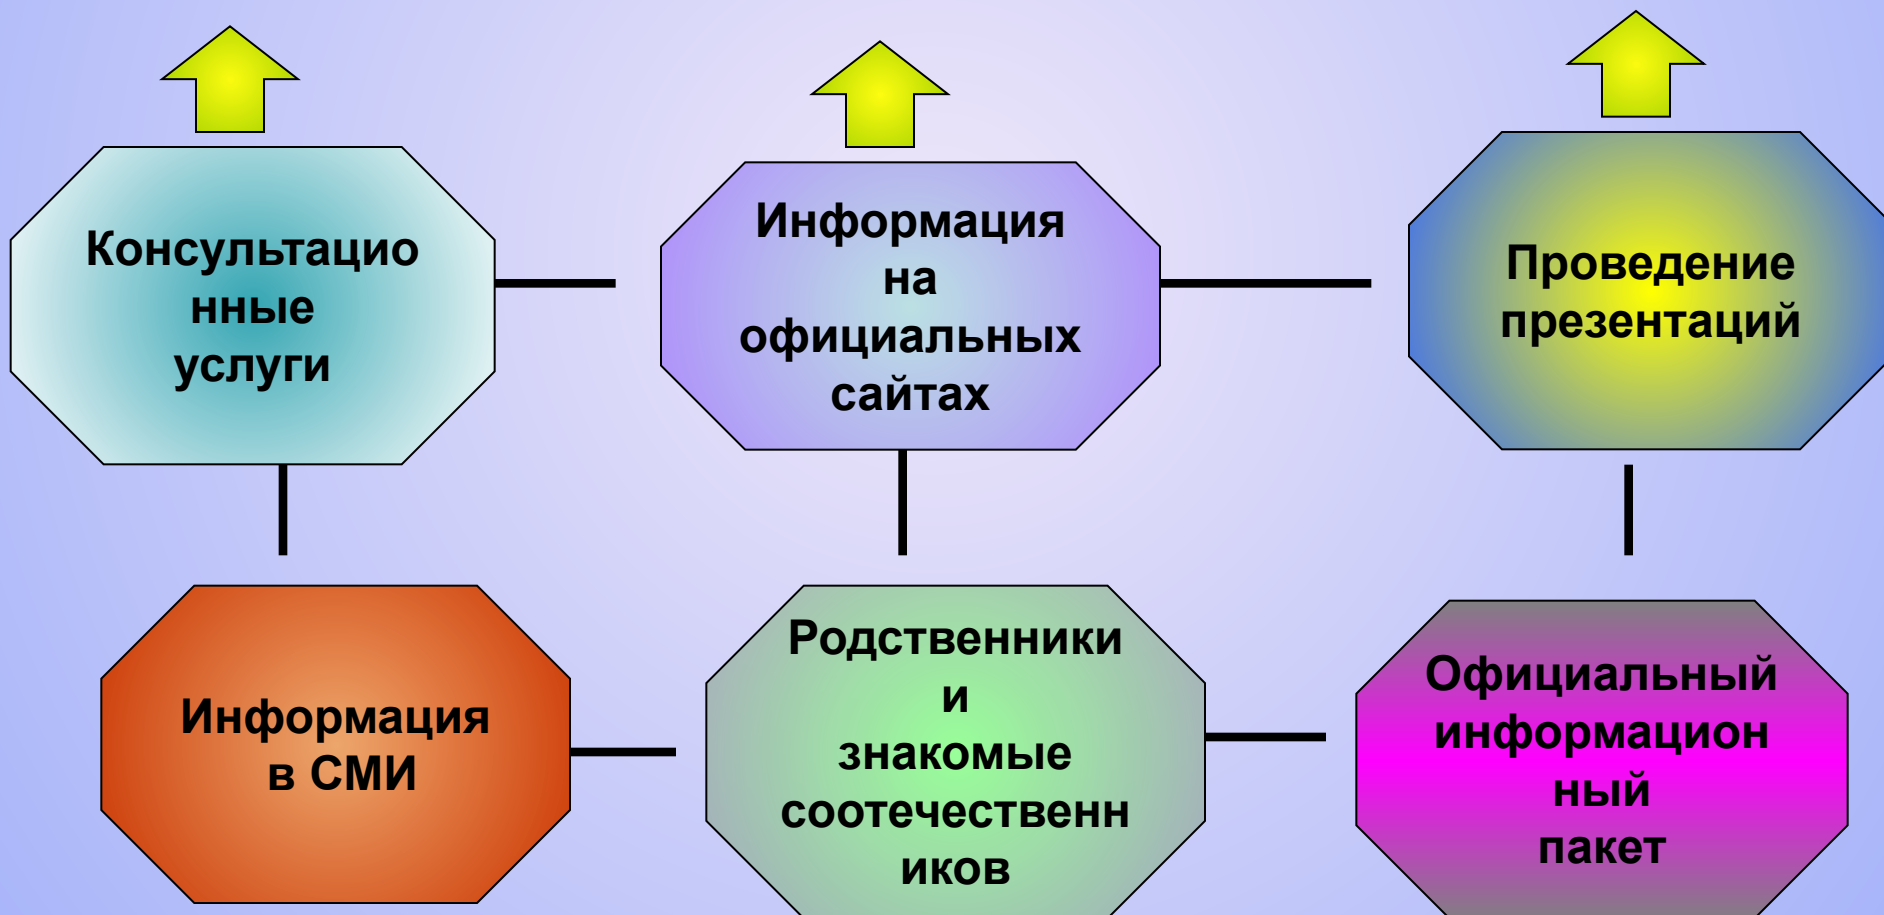 Консультацио
нные
услуги
Информация
на
официальных
сайтах
Проведение
презентаций
Информация
в СМИ
Родственники
и
знакомые
соотечественн
иков
Официальный
информацион
ный
пакет